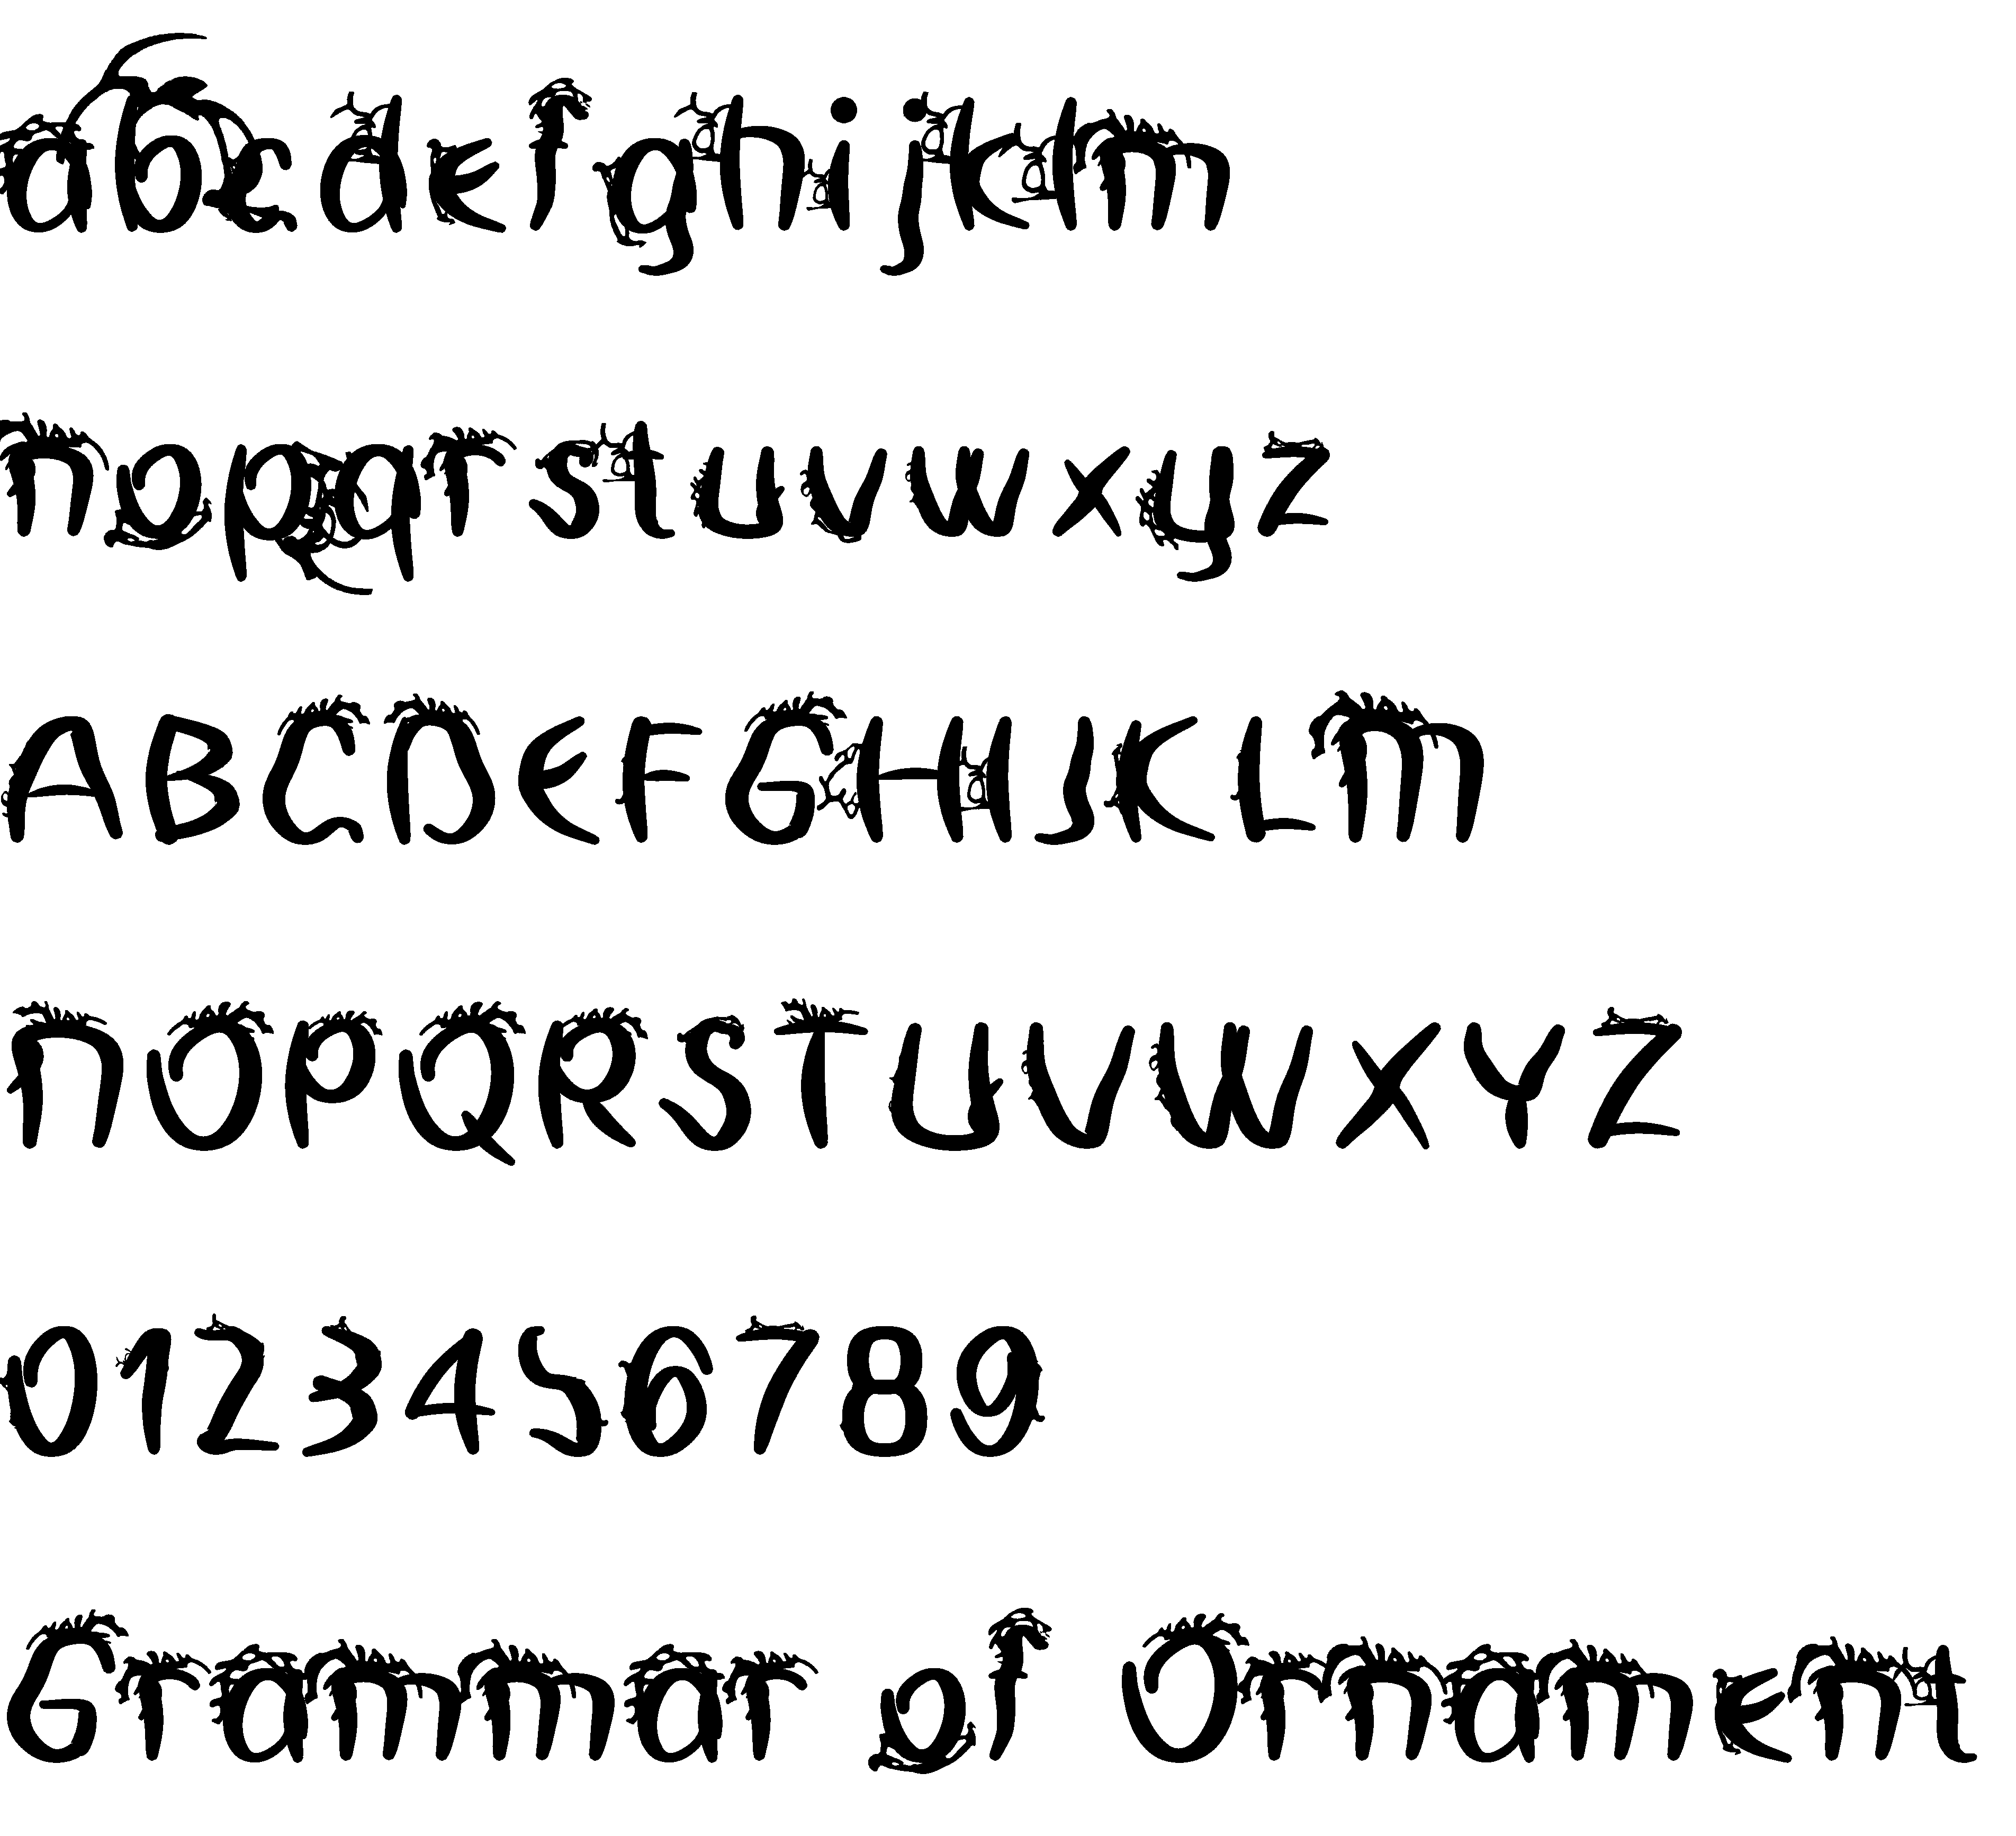 abcdefghijklm
nopqrstuvwxyz
ABCDEFGHIJKLM
NOPQRSTUVWXYZ
0123456789
Grammar of Ornament